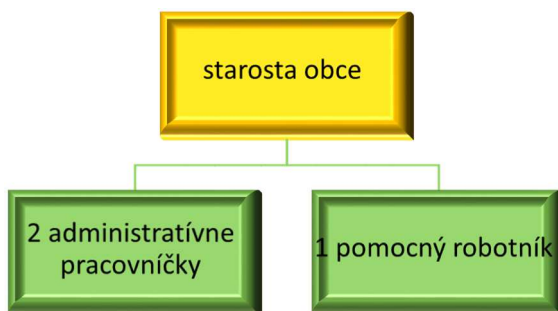 starosta obce
2 administratívne
pracovníčky
1 pomocný robotník